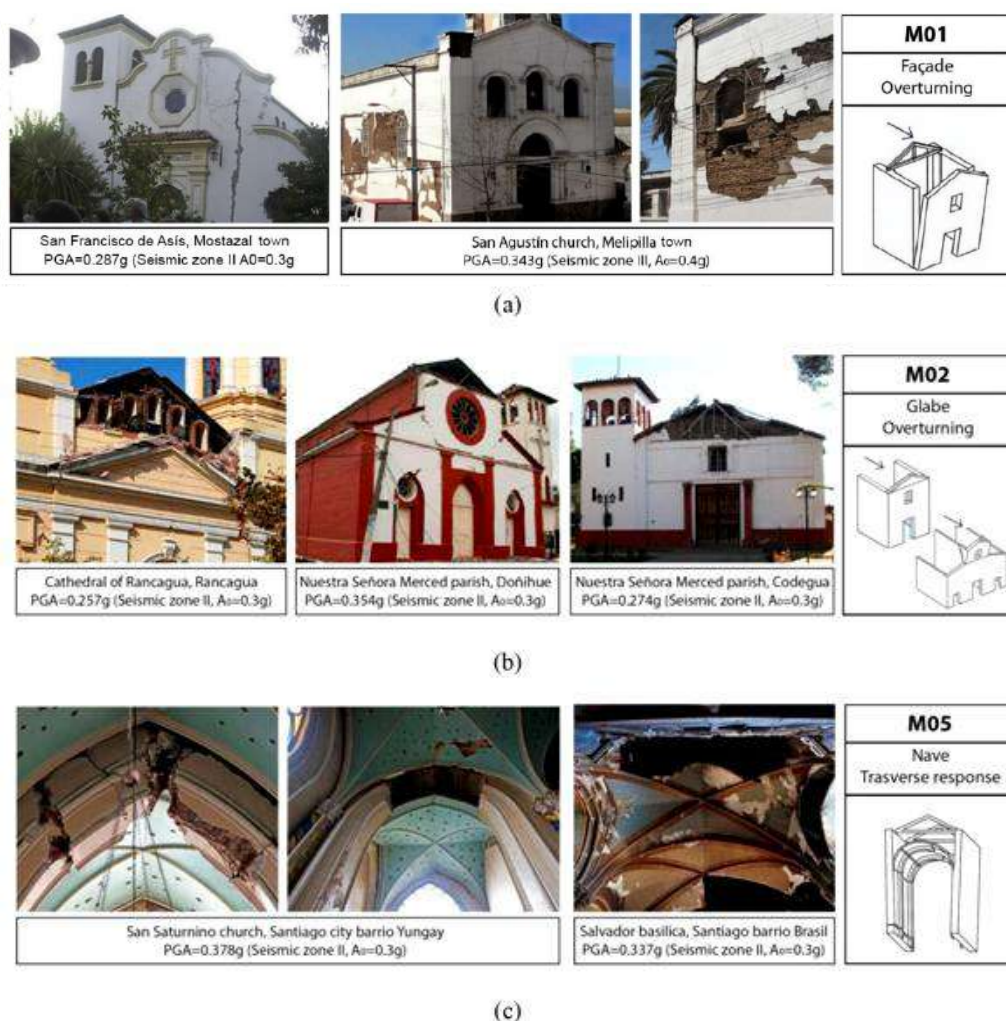 M01
Façade
Overturning
San Francisco de Asís, Mostazal town
PGA=0.287g (Seismic zone II A0=0.3g
San Agustín church, Melipilla town
PGA=0.343g (Seismic zone III, A₀=0.4g)
(a)
M02
Glabe
Overturning
Cathedral of Rancagua, Rancagua
PGA=0.257g (Seismic zone II, A₀=0.3g)
Nuestra Señora Merced parish, Doñihue
PGA=0.354g (Seismic zone II, A₀=0.3g)
Nuestra Señora Merced parish, Codegua
PGA=0.274g (Seismic zone II, A₀=0.3g)
(b)
M05
Nave
Trasverse response
San Saturnino church, Santiago city barrio Yungay
PGA=0.378g (Seismic zone II, A₀=0.3g)
Salvador basilica, Santiago barrio Brasil
PGA=0.337g (Seismic zone II, A₀=0.3g)
(c)